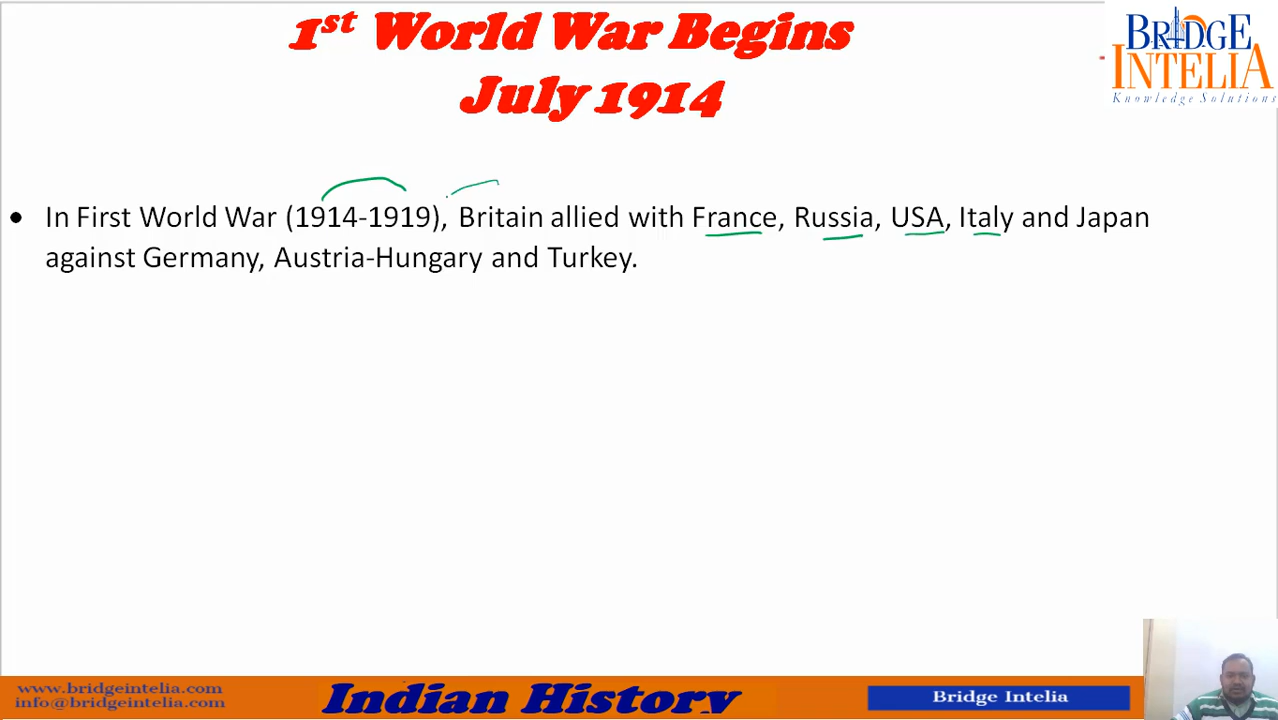 1st World War Begins
July 1914
BRIDGE
INTELIA
Knowledge Solutions
• In First World War (1914-1919), Britain allied with France, Russia, USA, Italy and Japan
against Germany, Austria-Hungary and Turkey.
www.bridgeintelia.com
info@bridgeintelia.com
Indian History
Bridge Intelia